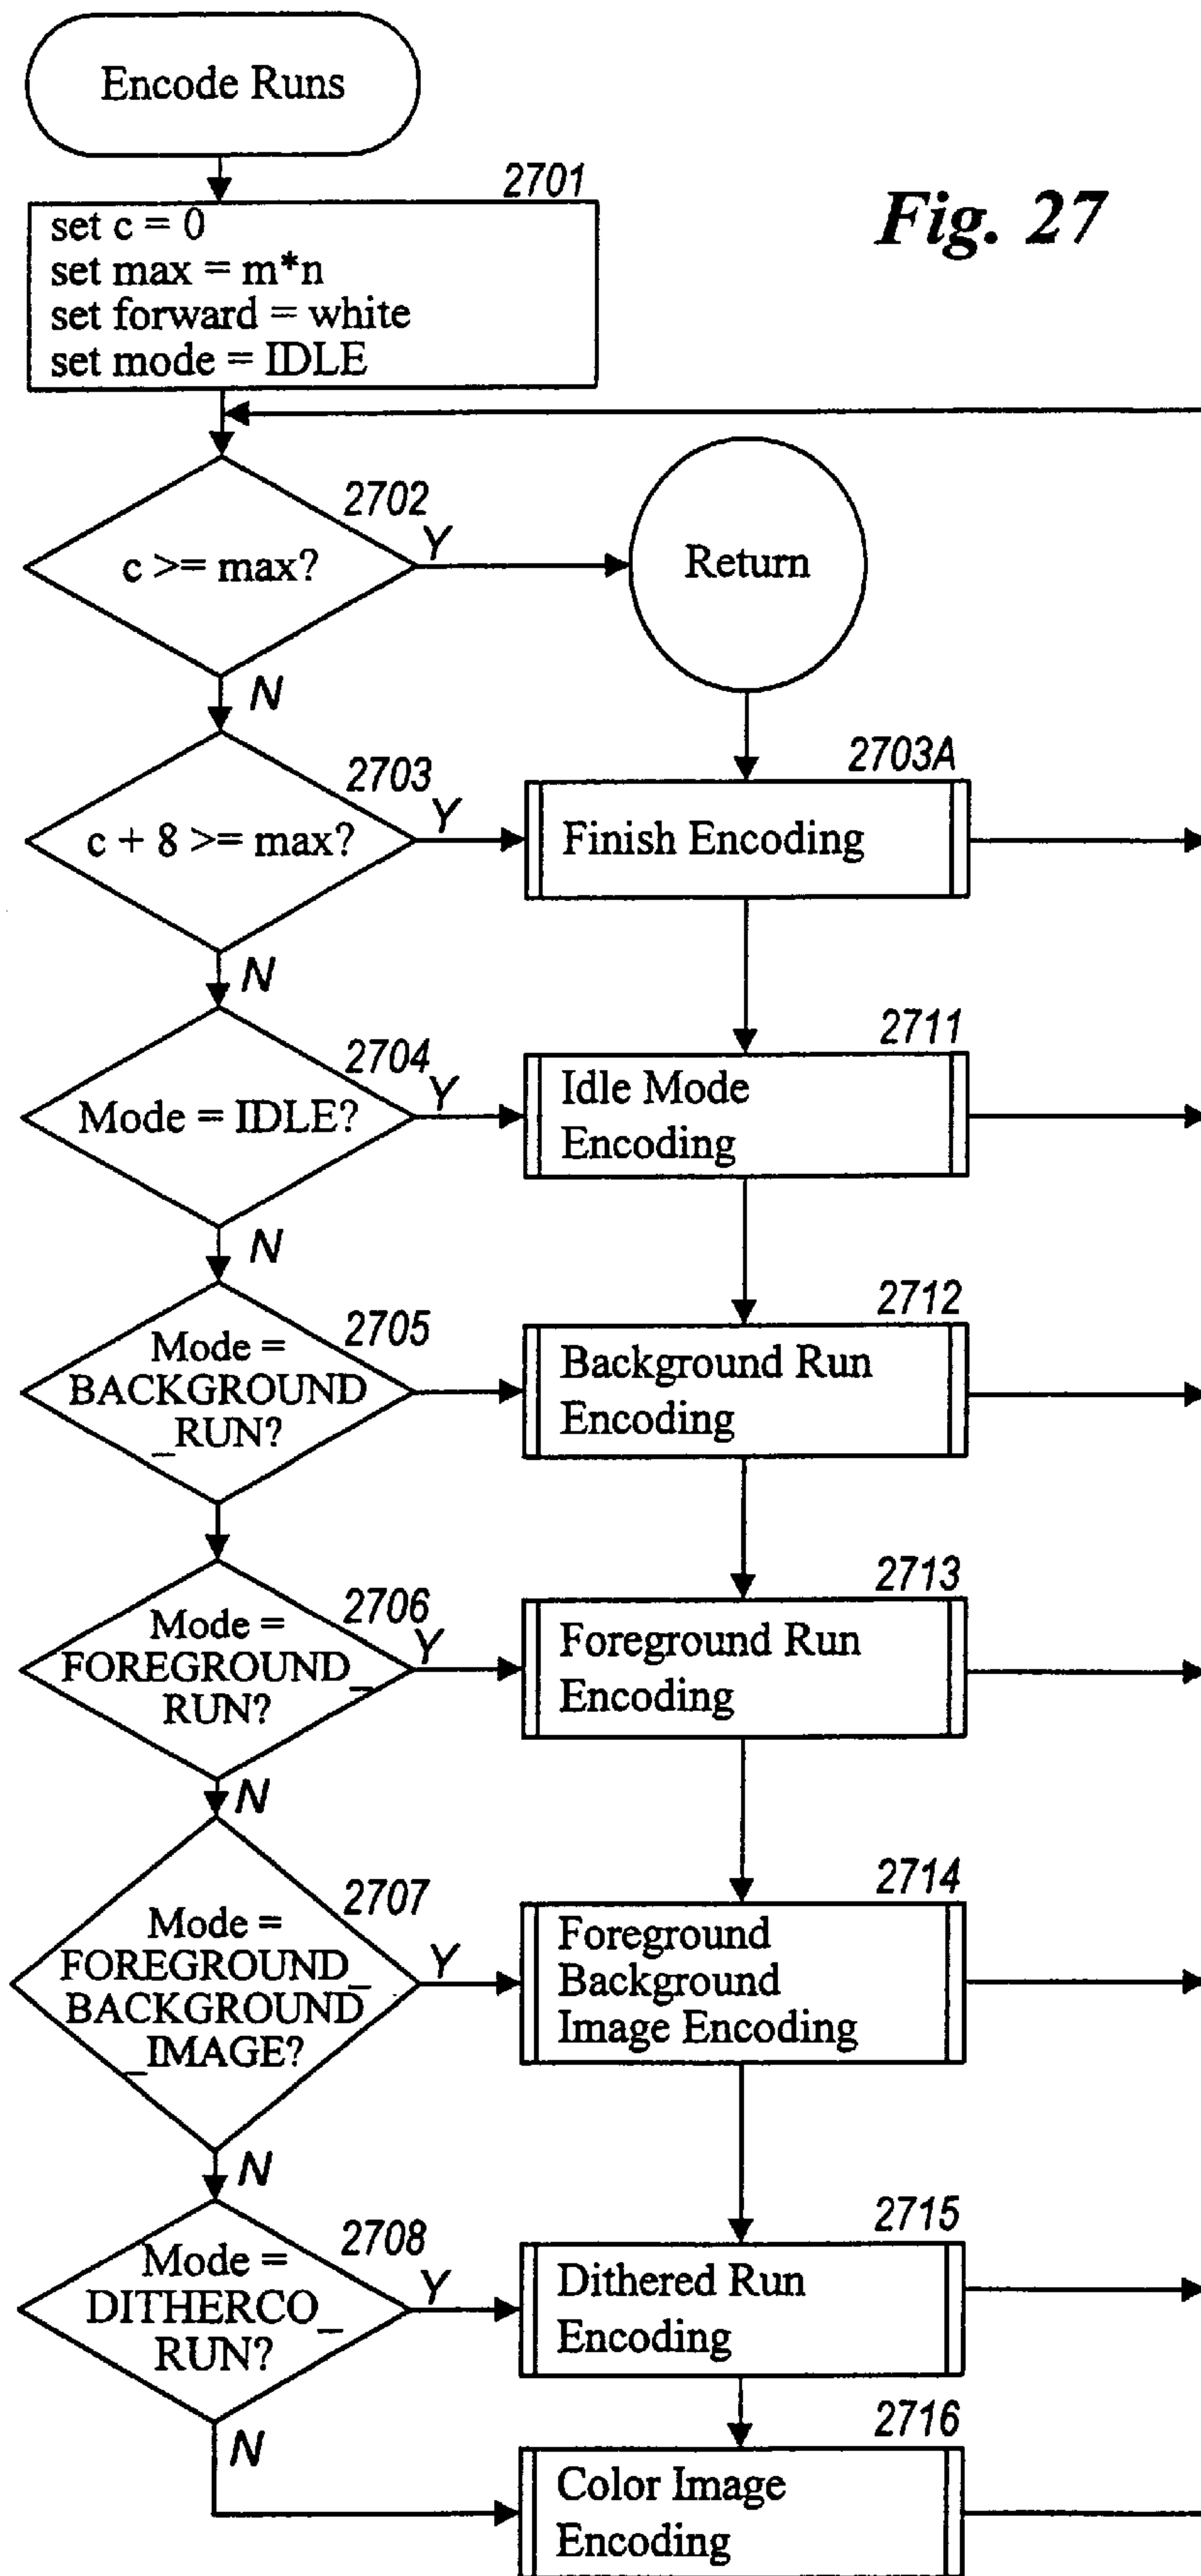 Encode Runs
Fig. 27
2701
set c = 0
set max = m*n
set forward = white
set mode = IDLE
2702
c >= max?
Y
Return
N
2703
c + 8 >= max?
Y
2703A
Finish Encoding
N
2704
Mode = IDLE?
Y
2711
Idle Mode
Encoding
N
2705
Mode =
BACKGROUND
_RUN?
2712
Background Run
Encoding
2706
Mode =
FOREGROUND_
RUN?
Y
2713
Foreground Run
Encoding
N
2707
Mode =
FOREGROUND_
BACKGROUND
_IMAGE?
Y
2714
Foreground
Background
Image Encoding
N
2708
Mode =
DITHERCO_
RUN?
Y
2715
Dithered Run
Encoding
N
2716
Color Image
Encoding